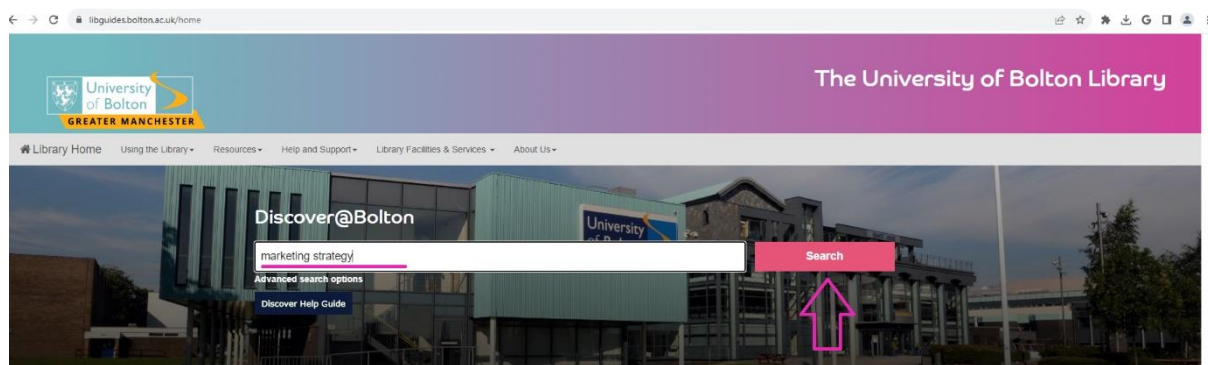 libguides.bolton.ac.uk/home
University
of Bolton
GREATER MANCHESTER
The University of Bolton Library
Library Home Using the Library Resources Help and Support Library Facilities & Services About Us
Discover@Bolton
University
marketing strategy
Search
Advanced search options
Discover Help Guide